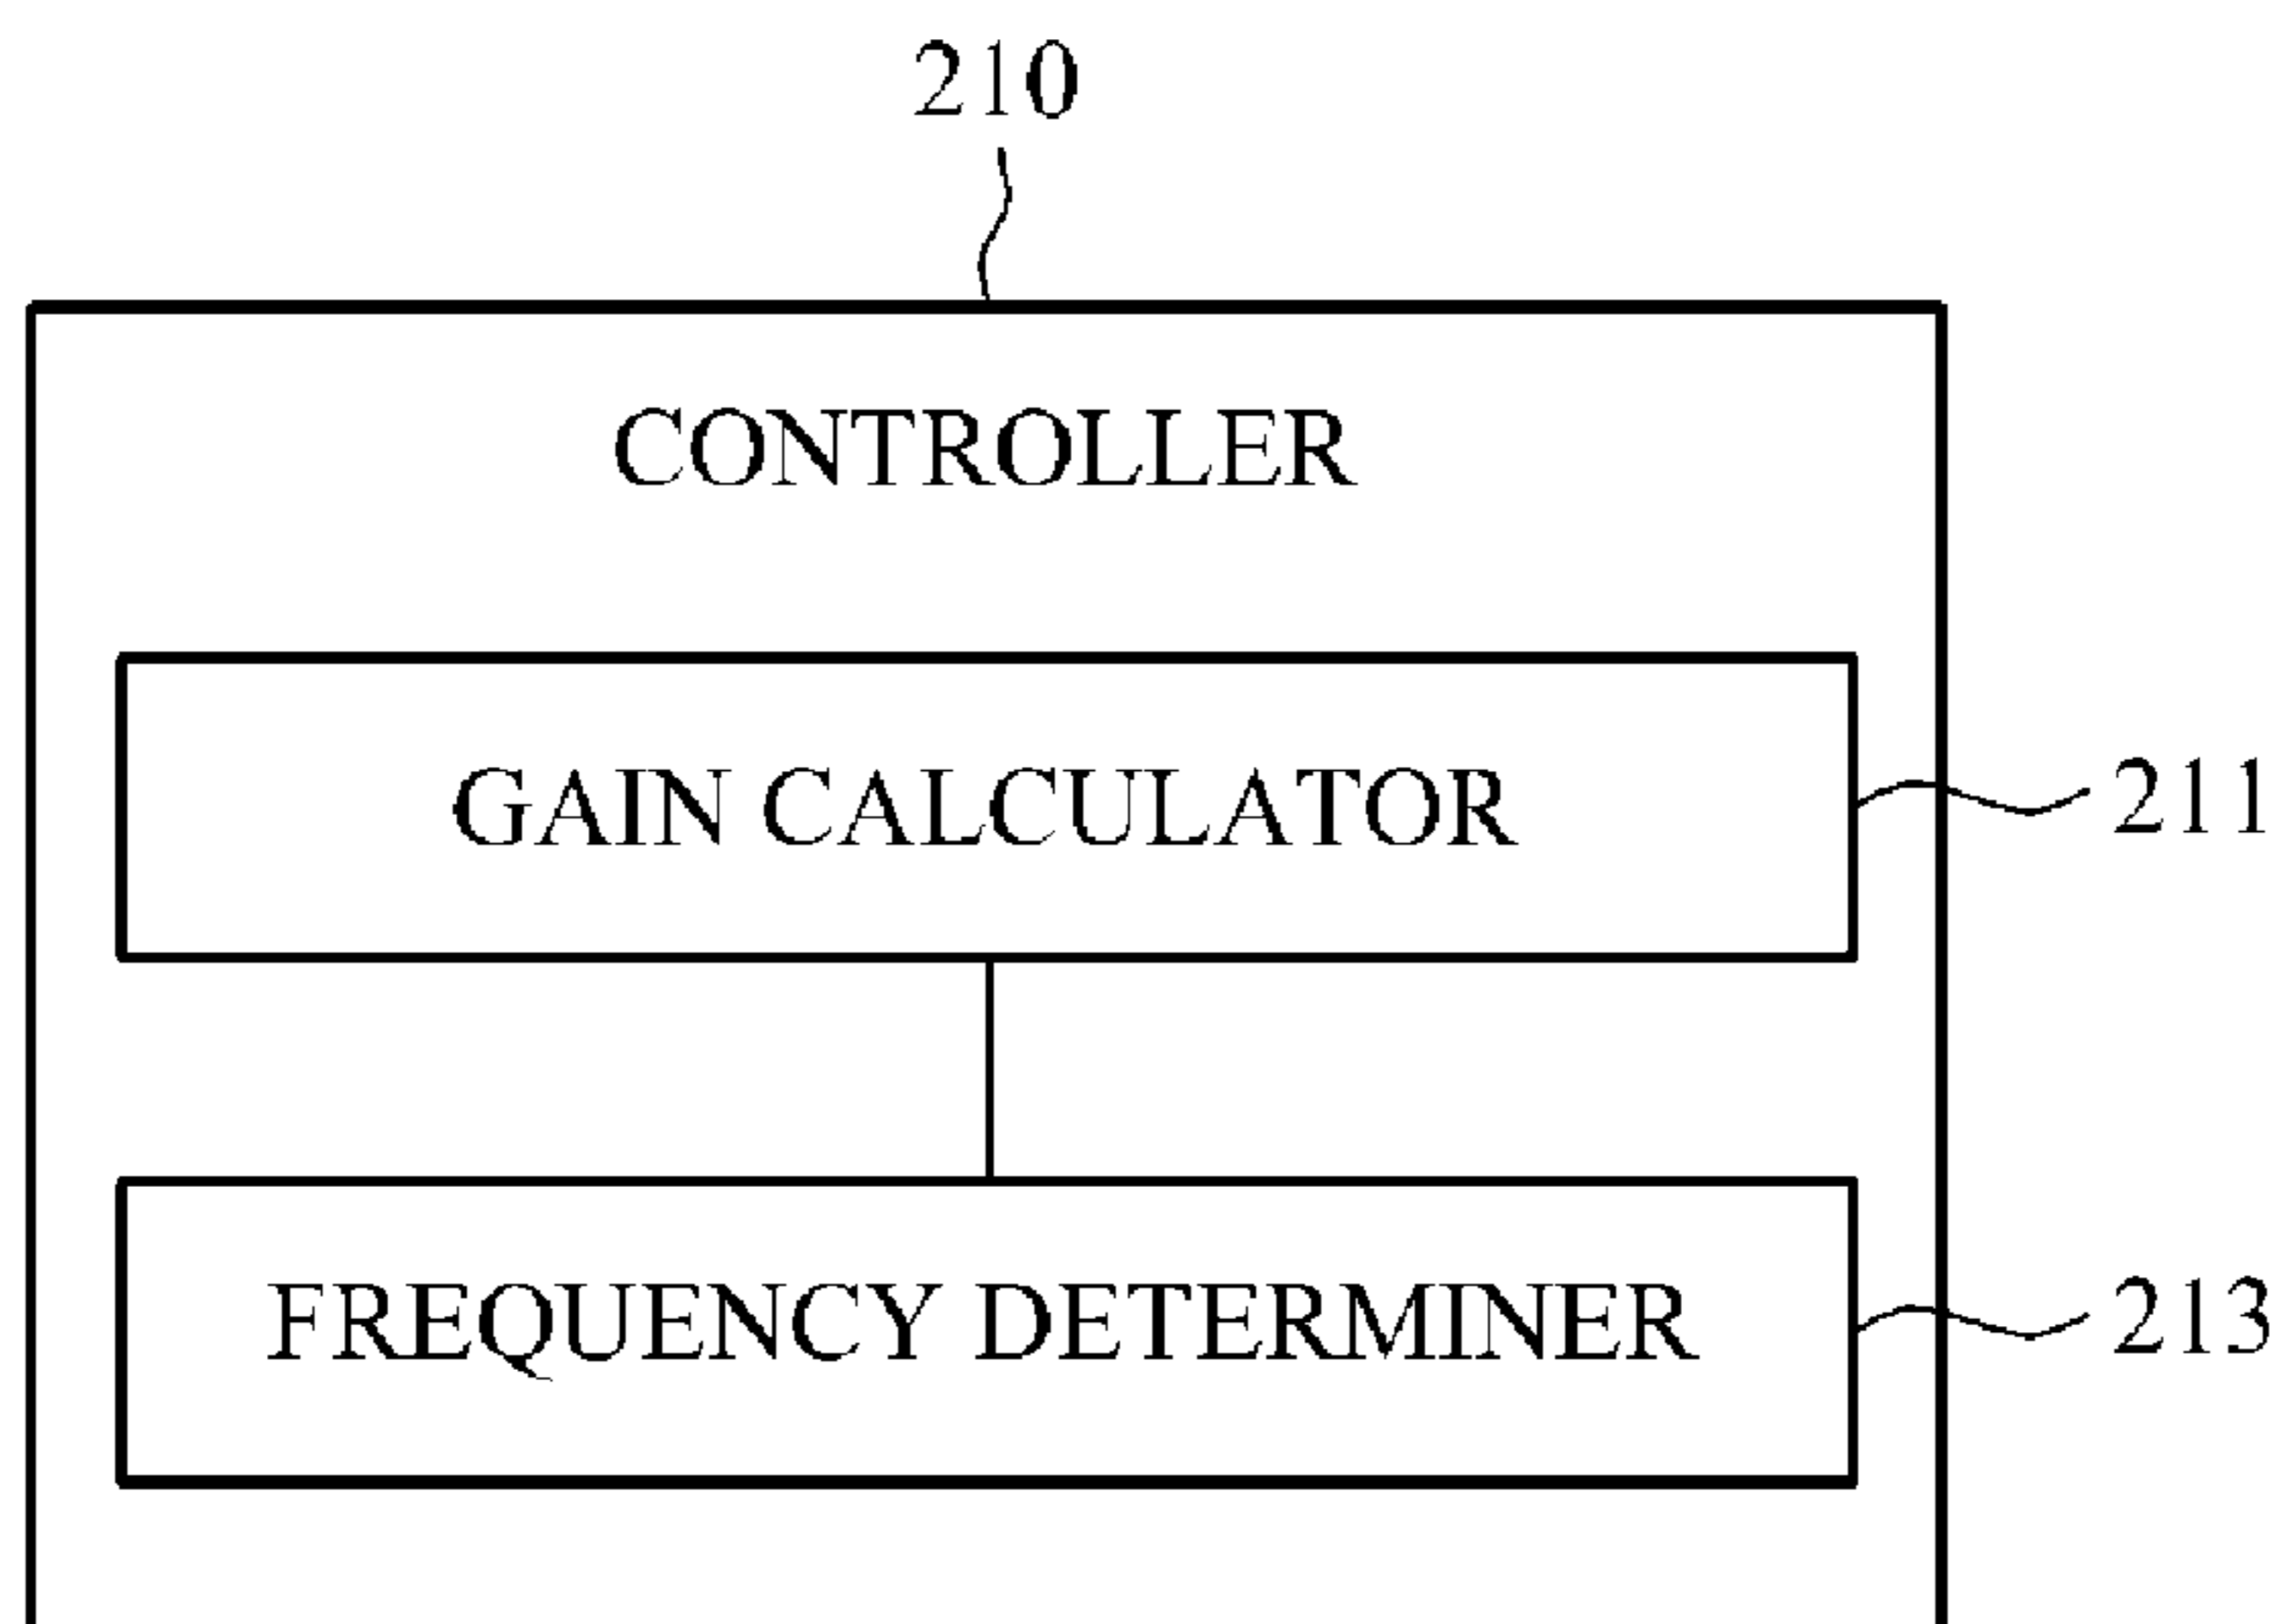 210
CONTROLLER
GAIN CALCULATOR
211
FREQUENCY DETERMINER
213